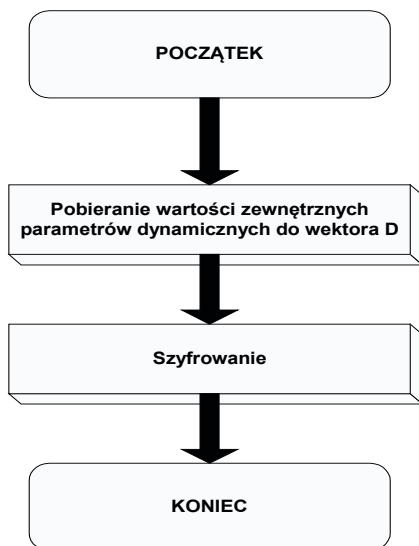 POCZĄTEK
Pobieranie wartości zewnętrznych
parametrów dynamicznych do wektora D
Szyfrowanie
KONIEC